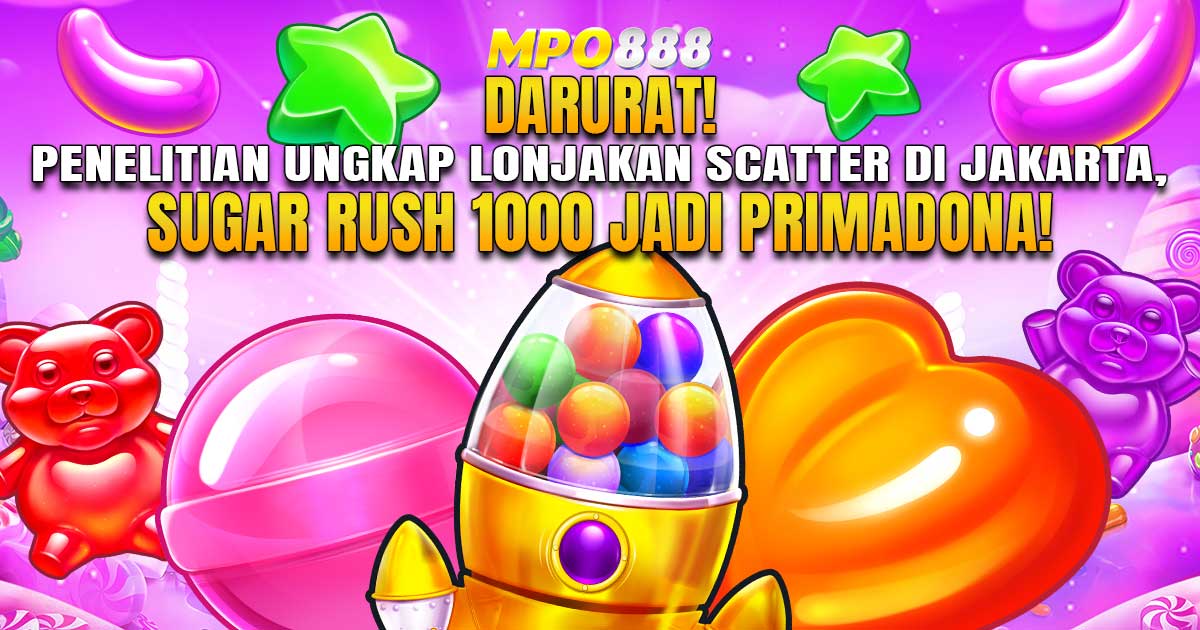 MPO888
DARURAT!
PENELITIAN UNGKAP LONJAKAN SCATTER DI JAKARTA,
SUGAR RUSH 1000 JADI PRIMADONA!